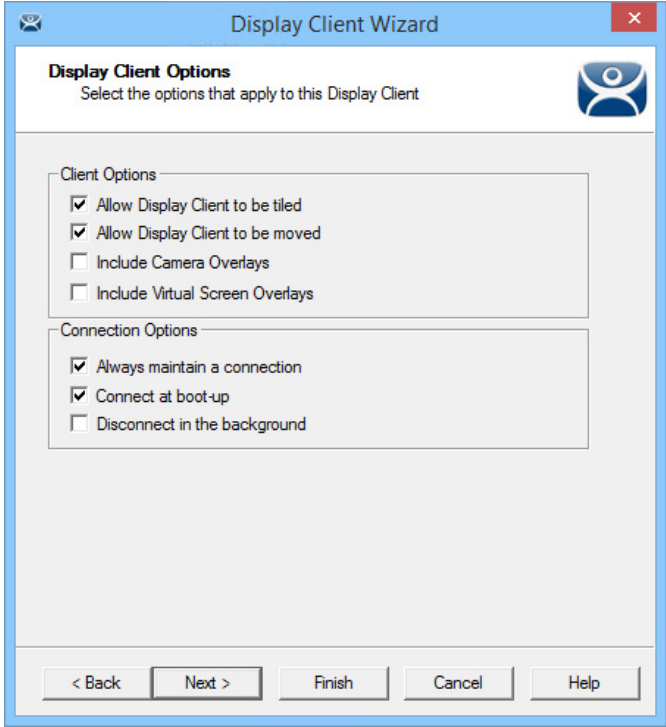 Display Client Wizard
Display Client Options
Select the options that apply to this Display Client
Client Options
Allow Display Client to be tiled
Allow Display Client to be moved
Include Camera Overlays
Include Virtual Screen Overlays
Connection Options
Always maintain a connection
Connect at boot-up
Disconnect in the background
< Back Next > Finish Cancel Help